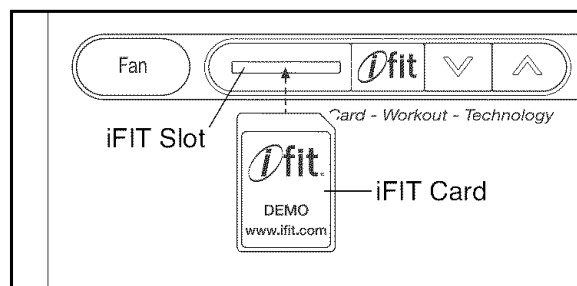 Fan
ifit
iFIT Slot
Card - Workout - Technology
ifit.
iFIT Card
DEMO
www.ifit.com